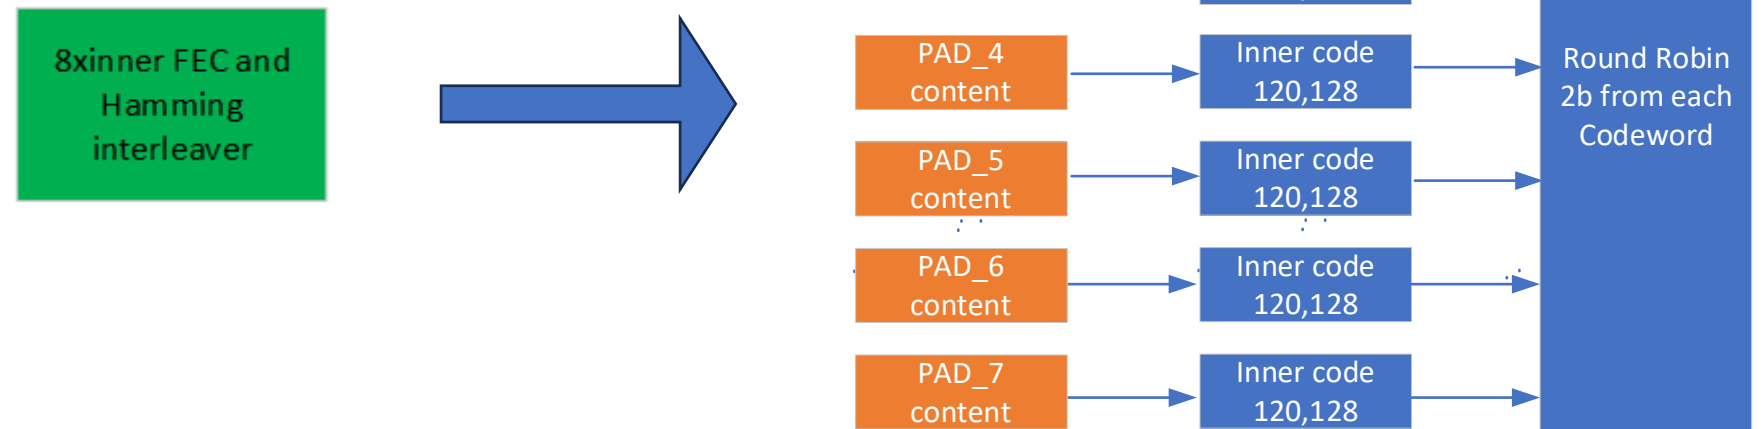 8xinner FEC and
Hamming
interleaver
PAD_4
content
Inner code
120,128
Round Robin
2b from each
Codeword
PAD_5
content
Inner code
120,128
PAD_6
content
Inner code
120,128
PAD_7
content
Inner code
120,128